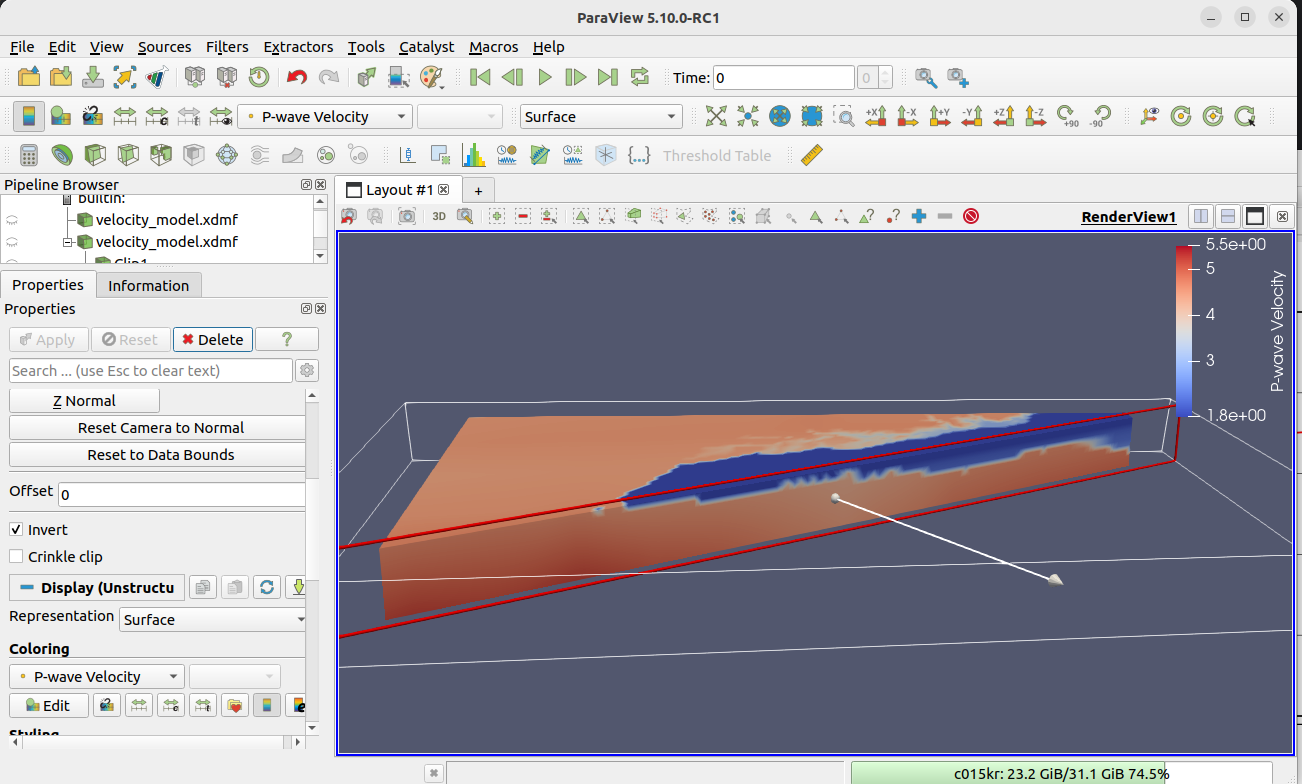 ParaView 5.10.0-RC1
File Edit View Sources Filters Extractors Tools Catalyst Macros Help
Time: 0 0
P-wave Velocity Surface +X -X +Y -Y +Z -Z +90 -90
Threshold Table
Pipeline Browser
Layout #1 +
builtin:
velocity_model.xdmf
3D RenderView1
velocity_model.xdmf
Clip1
Properties Information
Properties
Apply Reset Delete ?
Search ... (use Esc to clear text)
Z Normal
Reset Camera to Normal
Reset to Data Bounds
Offset 0
Invert
Crinkle clip
Display (Unstructu
Representation Surface
Coloring
P-wave Velocity
Edit
Styling
5.5e+00
5
4
3
1.8e+00
P-wave Velocity
c015kr: 23.2 GiB/31.1 GiB 74.5%